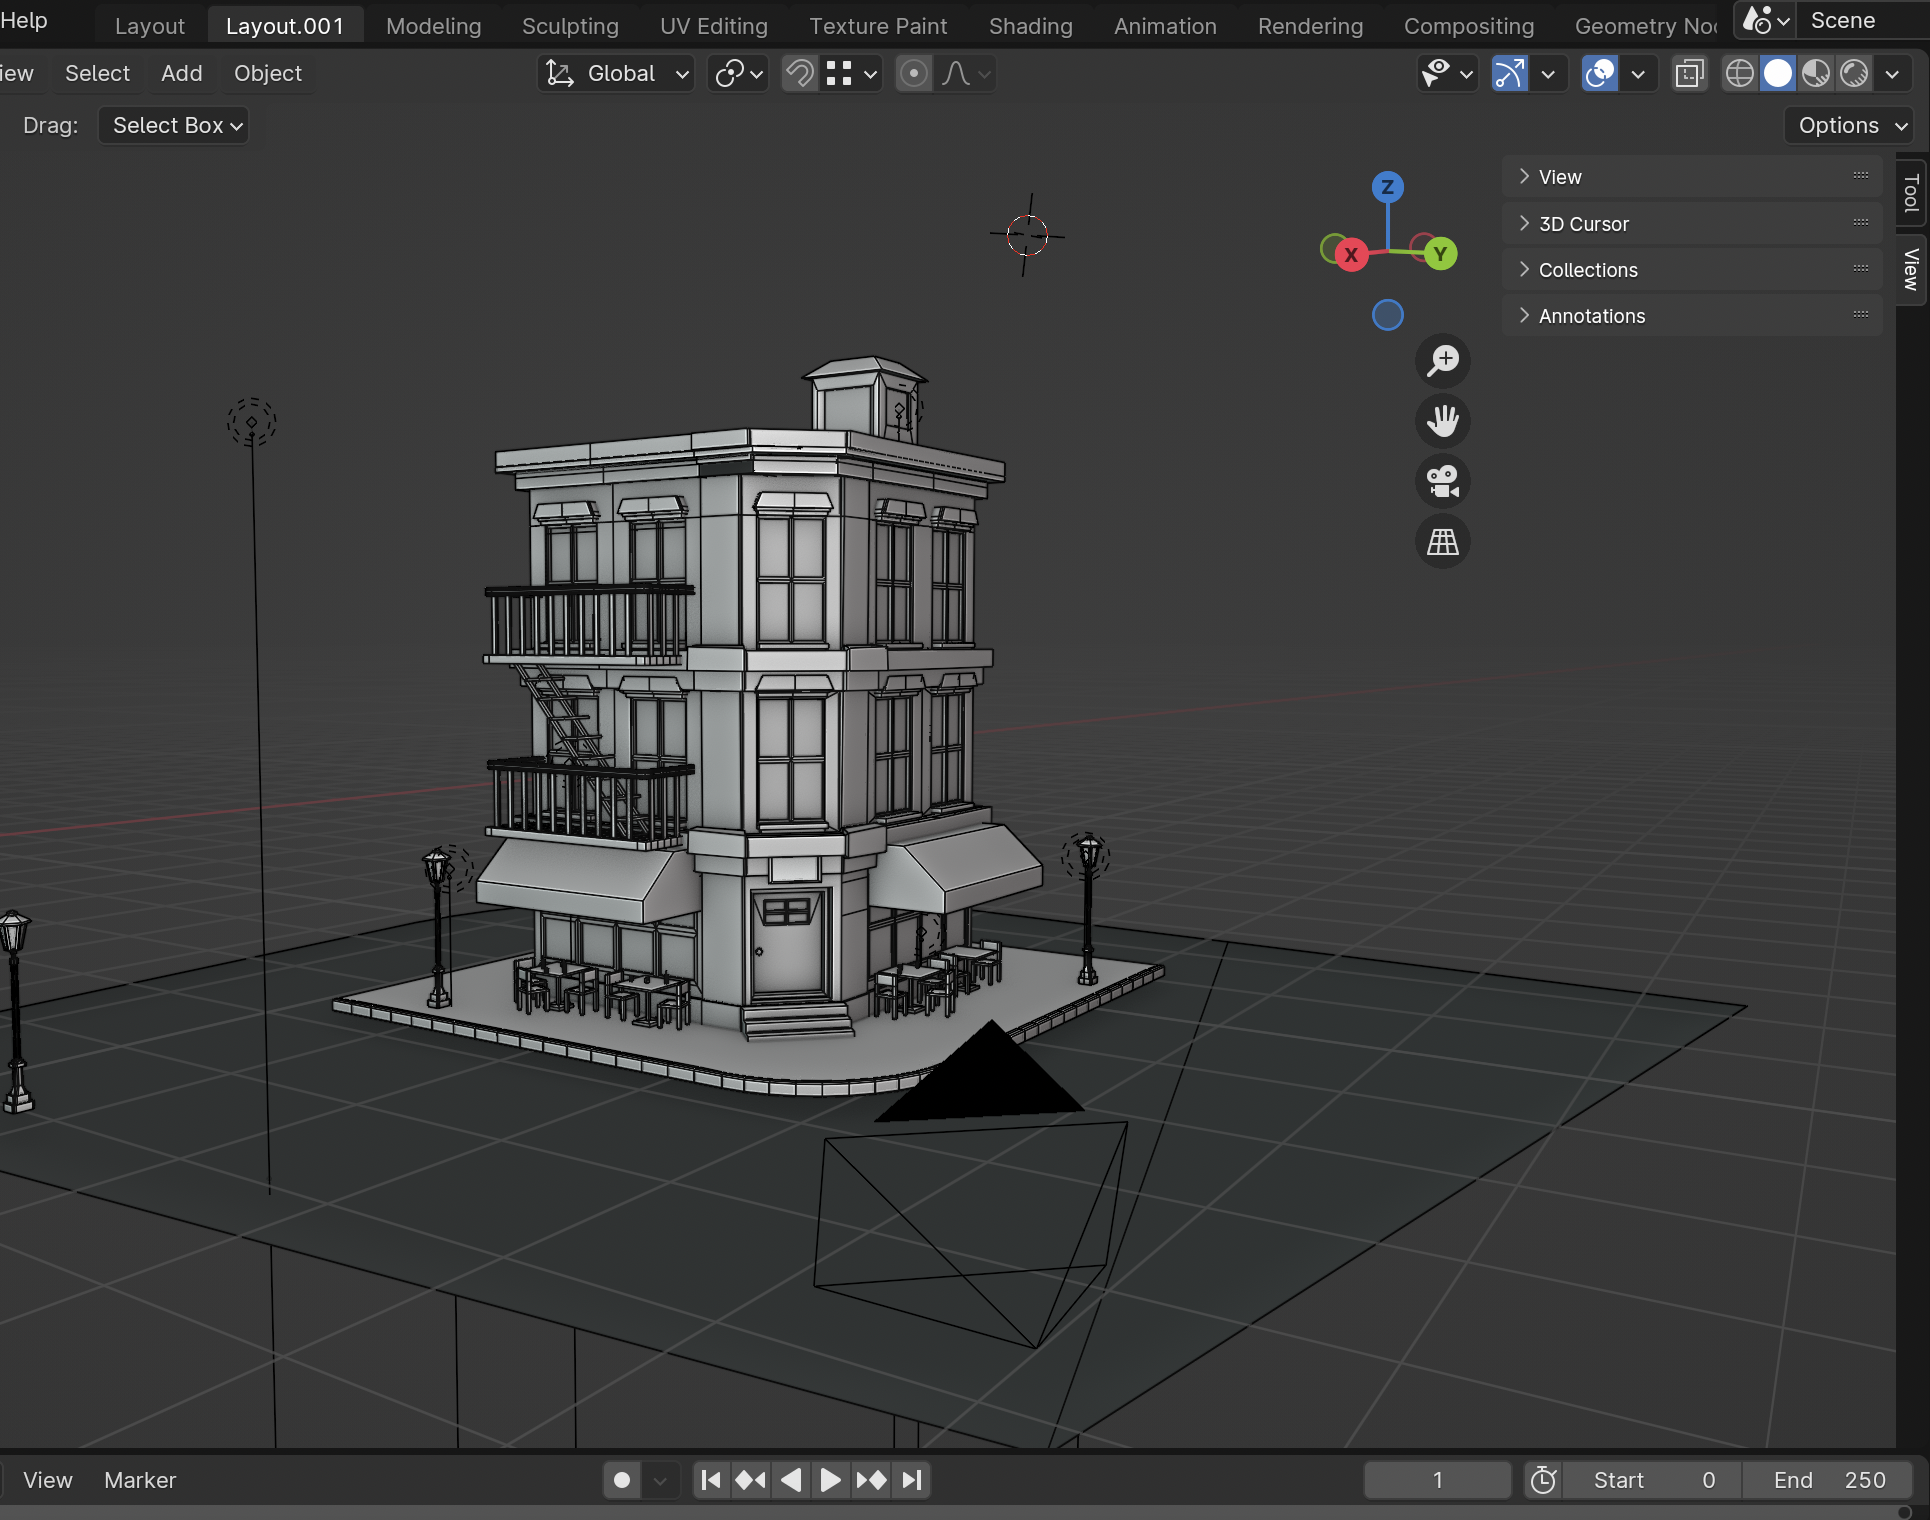 Help Layout Layout.001 Modeling Sculpting UV Editing Texture Paint Shading Animation Rendering Compositing Geometry Scene
Select Add Object Global
Drag: Select Box Options
View
3D Cursor
Collections
Annotations
Tool
View
Z
X
Y
View Marker 1 Start 0 End 250